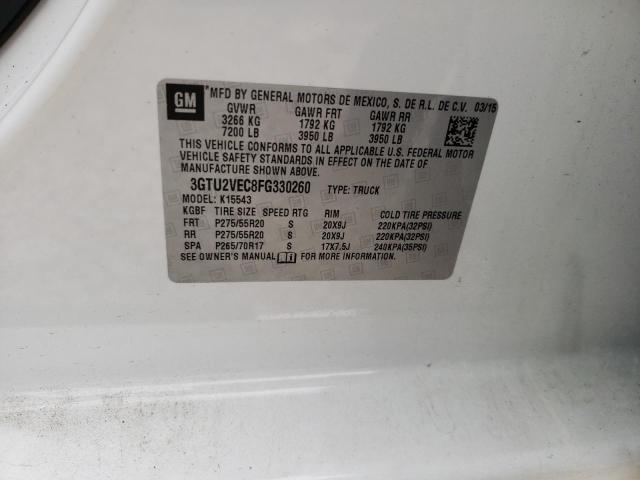 GM
*MFD BY GENERAL MOTORS DE MEXICO, S. DE R.L. DE C.V. 03/15
GVWR GAWR FRT GAWR RR
3266 KG 1792 KG 1792 KG
7200 LB 3950 LB 3950 LB
THIS VEHICLE CONFORMS TO ALL APPLICABLE U.S. FEDERAL MOTOR
VEHICLE SAFETY STANDARDS IN EFFECT ON THE DATE OF
MANUFACTURE SHOWN ABOVE.
3GTU2VEC8FG330260 TYPE: TRUCK
MODEL: K15543
KGBF TIRE SIZE SPEED RTG RIM COLD TIRE PRESSURE
FRT P275/55R20 S 20X9J 220KPA(32PSI)
RR P275/55R20 S 20X9J 220KPA(32PSI)
SPA P265/70R17 S 17X7.5J 240KPA(35PSI)
SEE OWNER'S MANUAL FOR MORE INFORMATION.